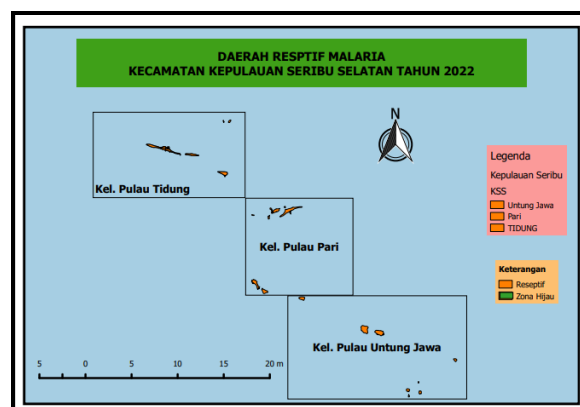 DAERAH RESPTIF MALARIA
KECAMATAN KEPULAUAN SERIBU SELATAN TAHUN 2022
N
Kel. Pulau Tidung
Kel. Pulau Pari
Kel. Pulau Untung Jawa
Legenda
Kepulauan Seribu
KSS
Untung Jawa
Pari
TIDUNG
Keterangan
Reseptif
Zona Hijau
5 0 5 10 15 20 m